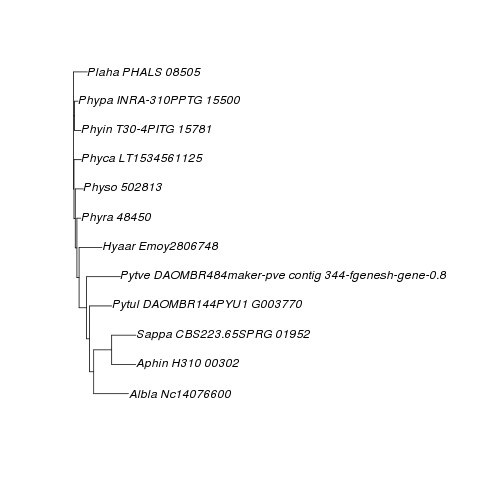 Plaha PHALS 08505
Phypa INRA-310PPTG 15500
Phyin T30-4PITG 15781
Phyca LT1534561125
Physo 502813
Phyra 48450
Hyaar Emoy2806748
Pytve DAOMBR484maker-pve contig 344-fgenesh-gene-0.8
Pytul DAOMBR144PYU1 G003770
Sappa CBS223.65SPRG 01952
Aphin H310 00302
Albla Nc14076600